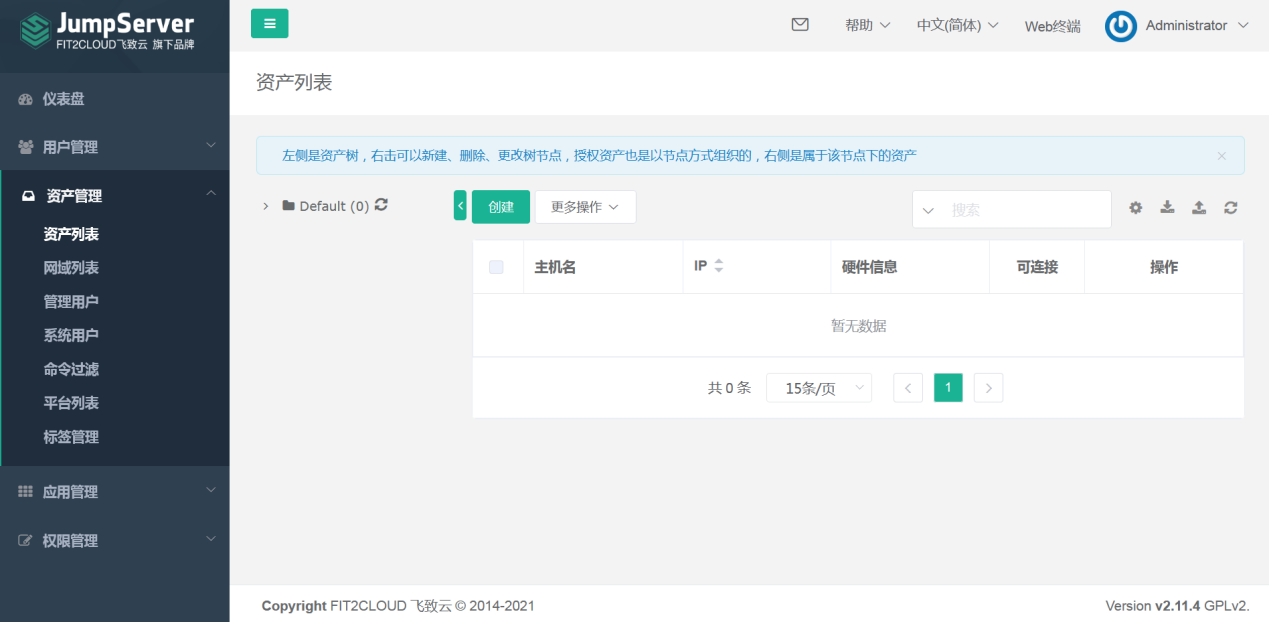 JumpServer
FIT2CLOUD飞致云 旗下品牌
帮助
中文(简体)
Web终端
Administrator
仪表盘
用户管理
资产管理
资产列表
网域列表
管理用户
系统用户
命令过滤
平台列表
标签管理
应用管理
权限管理
资产列表
左侧是资产树，右击可以新建、删除、更改树节点，授权资产也是以节点方式组织的，右侧是属于该节点下的资产
Default (0)
创建
更多操作
搜索
主机名
IP
硬件信息
可连接
操作
暂无数据
共 0 条
15条/页
1
Copyright FIT2CLOUD 飞致云 © 2014-2021
Version v2.11.4 GPLv2.